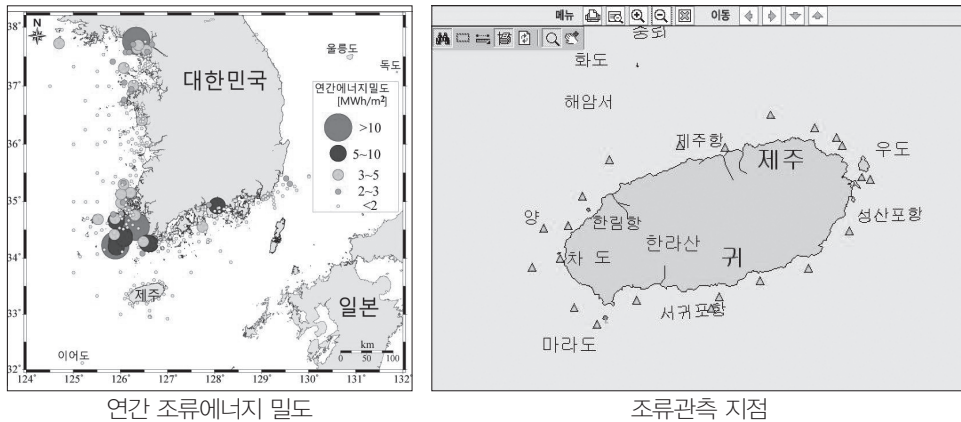 N
38°
37°
36°
35°
34°
33°
32°
124°
125°
126°
127°
128°
129°
130°
131°
132°
대한민국
울릉도
독도
연간에너지밀도
[MWh/m²]
>10
5~10
3~5
2~3
<2
제주
일본
이어도
km
0 50 100
연간 조류에너지 밀도
메뉴
이동
화도
해암서
제주항
제주
우도
양
한림항
성산포항
한라산
차 도
귀
서귀포항
마라도
조류관측 지점